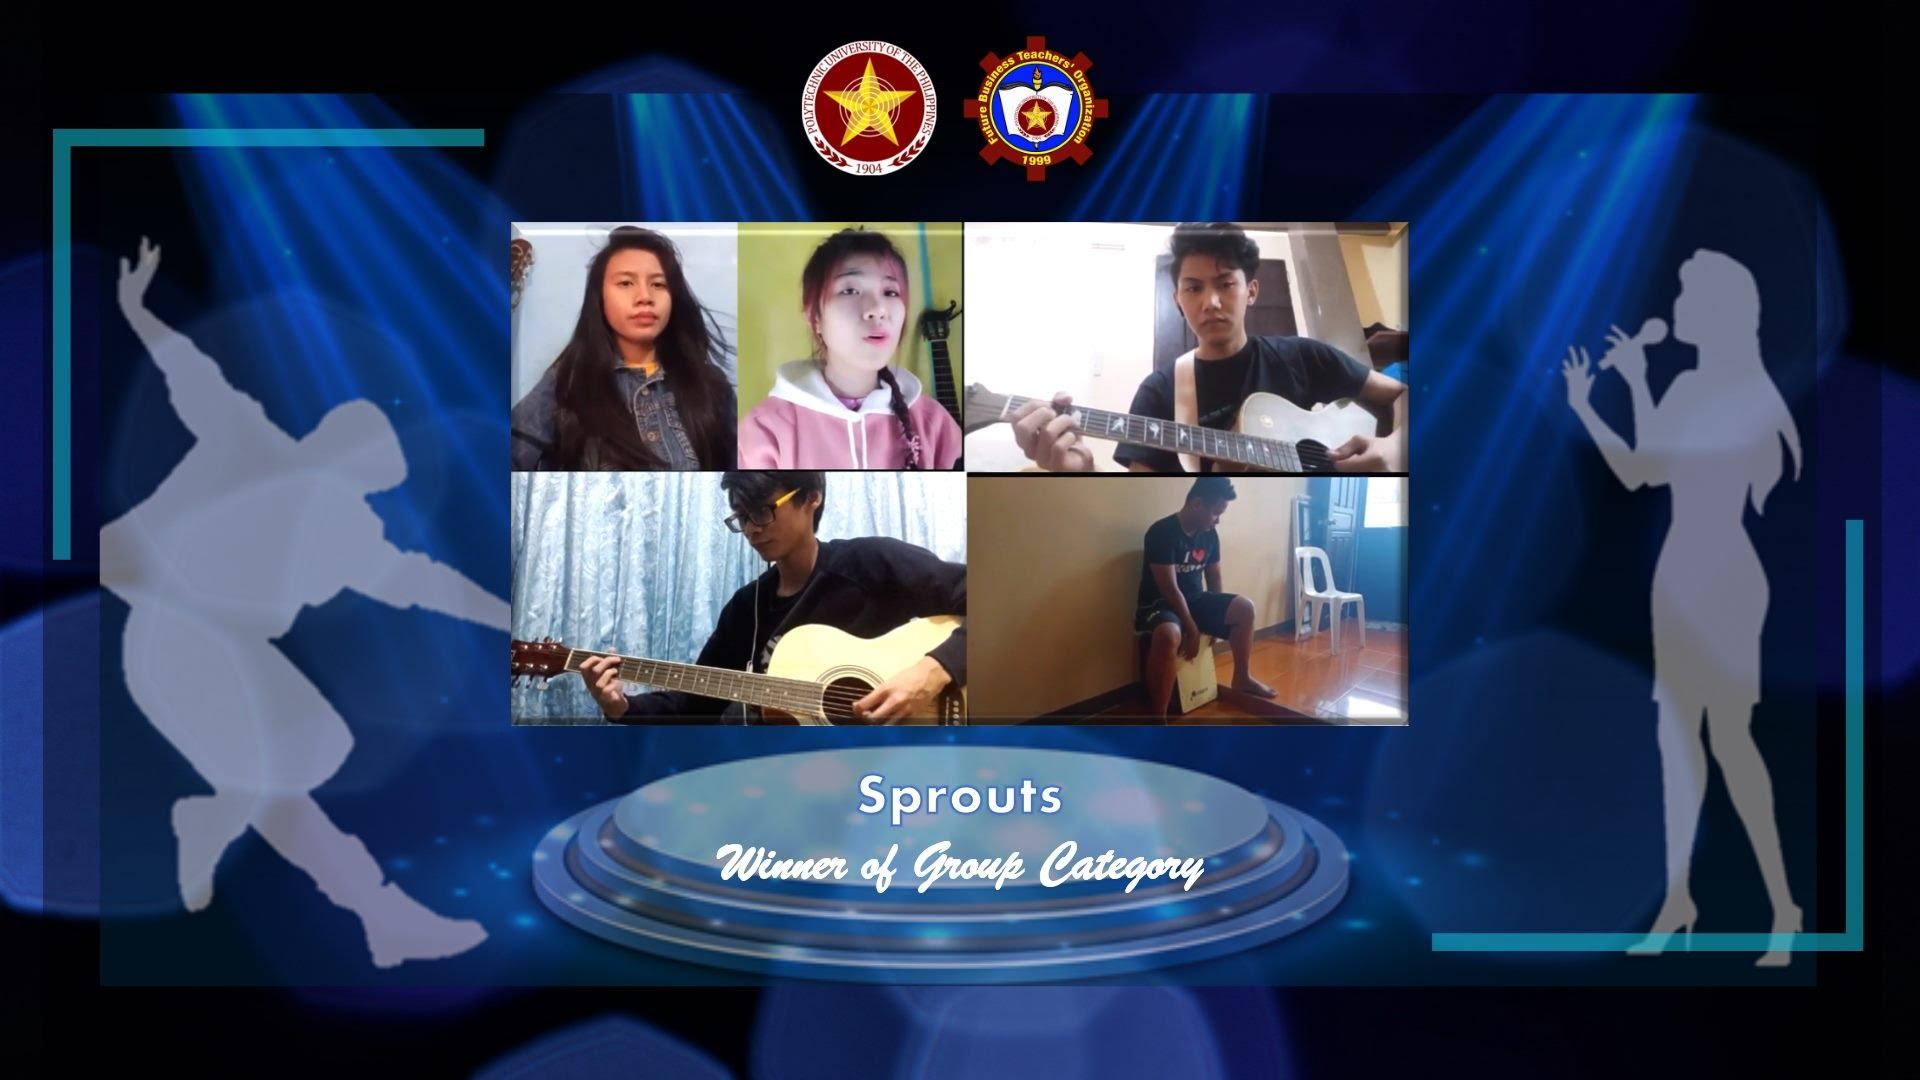 POLYTECHNIC UNIVERSITY OF THE PHILIPPINES
1904
Future Business Teachers' Organization
1999
Sprouts
Winner of Group Category